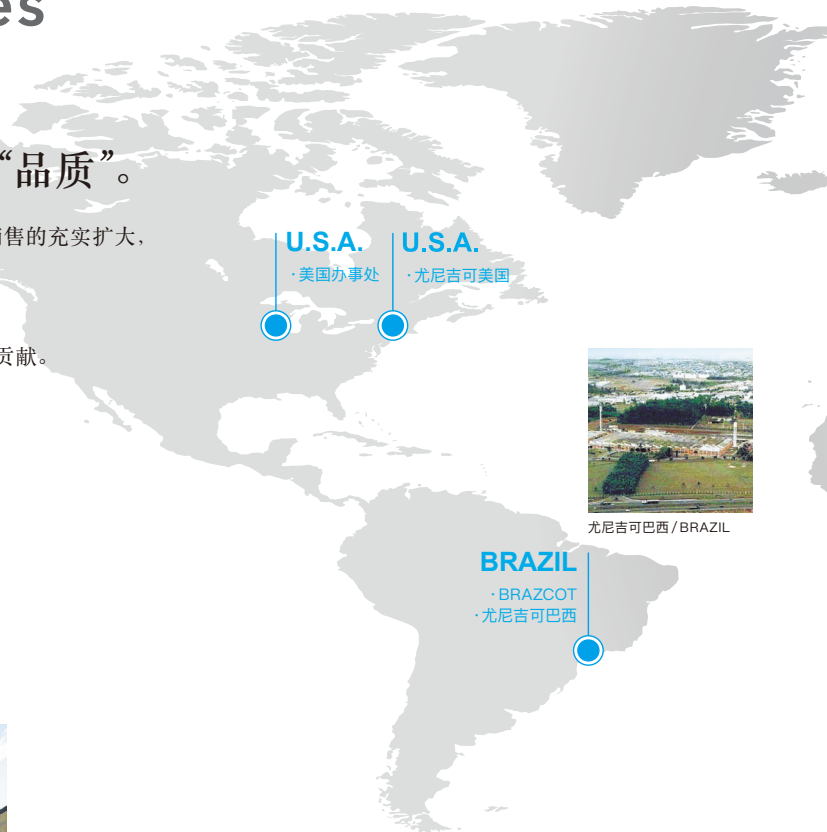 es
“品质”。
售的充实扩大，
贡献。
U.S.A.
·美国办事处
U.S.A.
·尤尼吉可美国
尤尼吉可巴西/BRAZIL
BRAZIL
·BRAZCOT
·尤尼吉可巴西